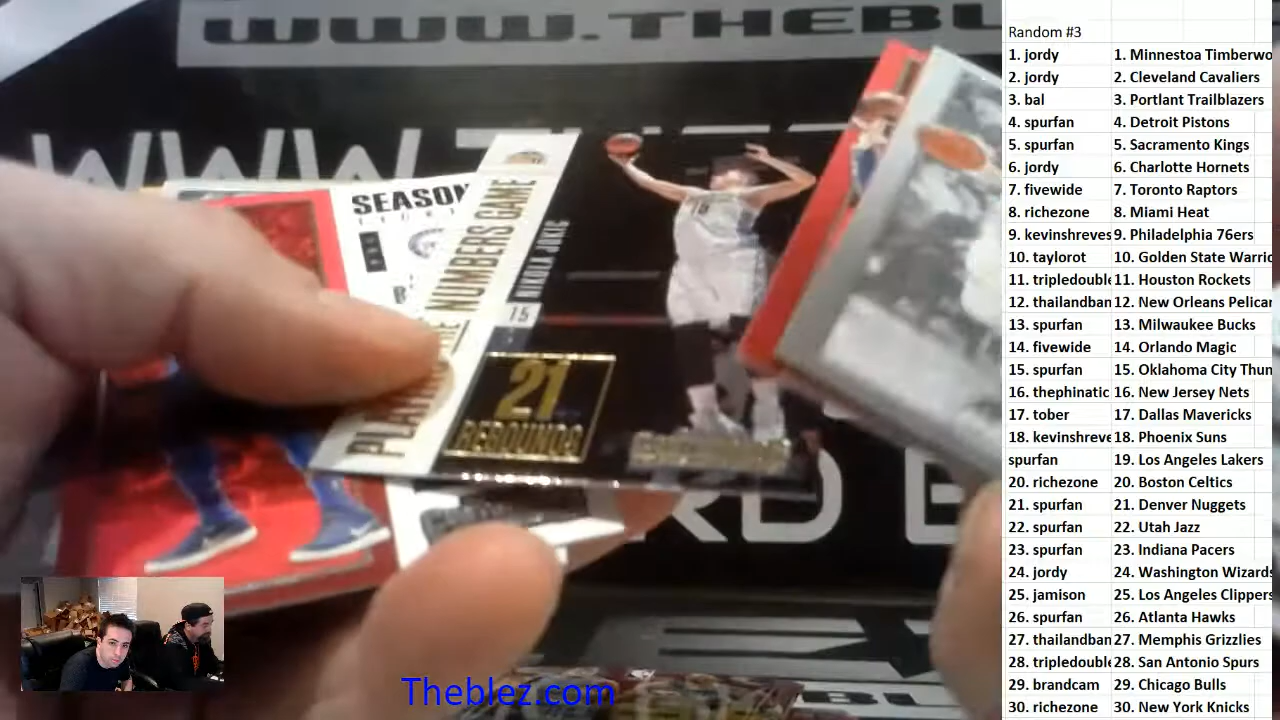 WWW.THEBL
WWW.THE
SEASON
NUMBERS GAME
NIKOLA JOKIC
15
21
REBOUNDS
Theblez.com
Random #3
1. jordy 1. Minnestoa Timberwo
2. jordy 2. Cleveland Cavaliers
3. bal 3. Portlant Trailblazers
4. spurfan 4. Detroit Pistons
5. spurfan 5. Sacramento Kings
6. jordy 6. Charlotte Hornets
7. fivewide 7. Toronto Raptors
8. richezone 8. Miami Heat
9. kevinshreves 9. Philadelphia 76ers
10. taylorot 10. Golden State Warric
11. tripledouble 11. Houston Rockets
12. thailandban 12. New Orleans Pelicar
13. spurfan 13. Milwaukee Bucks
14. fivewide 14. Orlando Magic
15. spurfan 15. Oklahoma City Thun
16. thephinatic 16. New Jersey Nets
17. tober 17. Dallas Mavericks
18. kevinshreve 18. Phoenix Suns
spurfan 19. Los Angeles Lakers
20. richezone 20. Boston Celtics
21. spurfan 21. Denver Nuggets
22. spurfan 22. Utah Jazz
23. spurfan 23. Indiana Pacers
24. jordy 24. Washington Wizards
25. jamison 25. Los Angeles Clippers
26. spurfan 26. Atlanta Hawks
27. thailandban 27. Memphis Grizzlies
28. tripledouble 28. San Antonio Spurs
29. brandcam 29. Chicago Bulls
30. richezone 30. New York Knicks